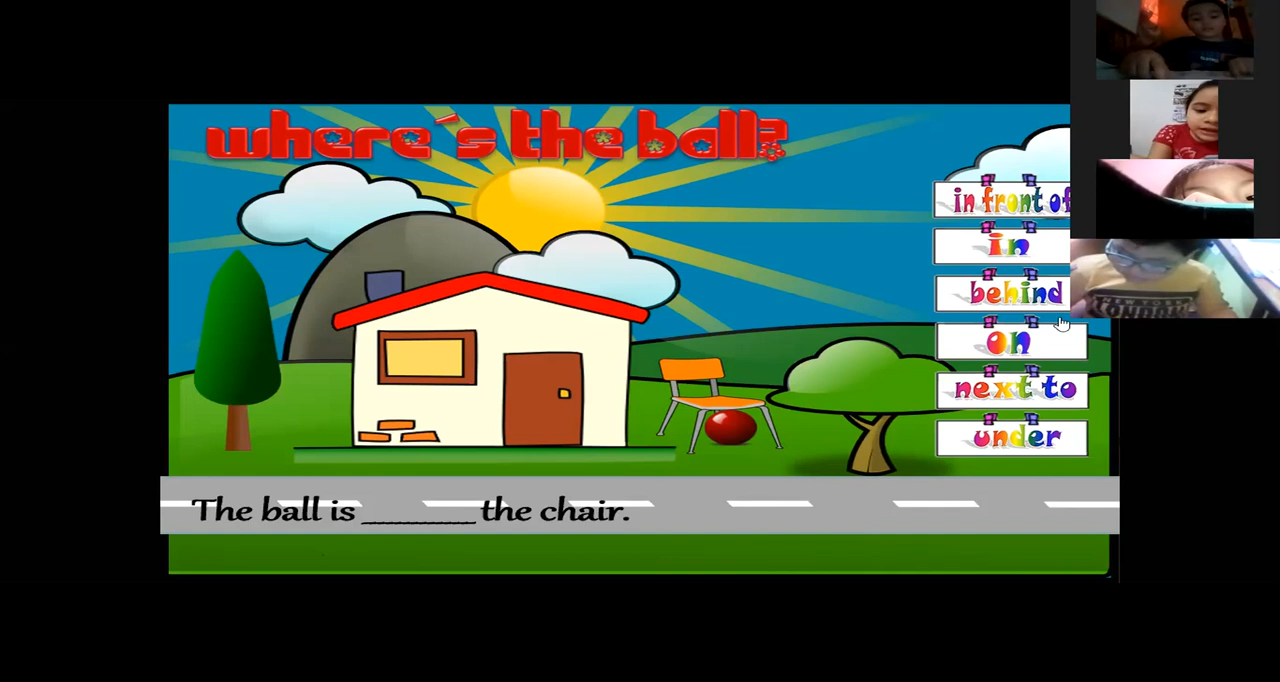 where´s the ball?
in front of
in
behind
on
next to
under
The ball is ________ the chair.